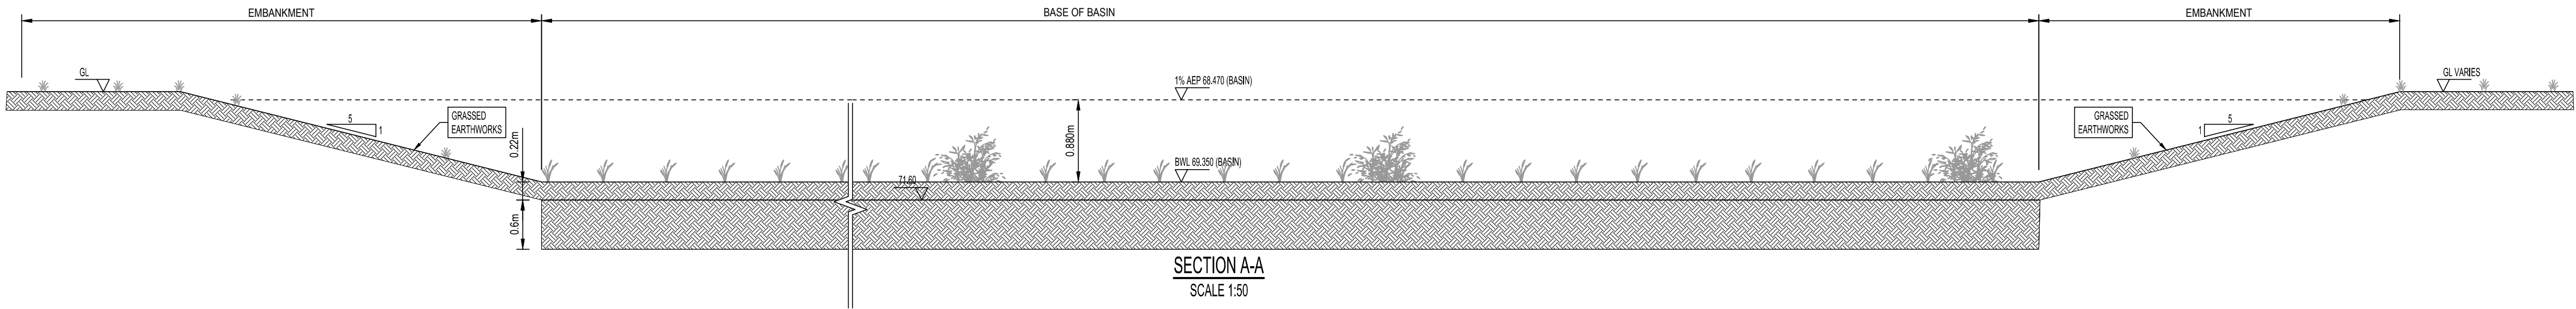 EMBANKMENT
BASE OF BASIN
EMBANKMENT
GL
1% AEP 68.470 (BASIN)
GL VARIES
5
1
GRASSED
EARTHWORKS
0.22m
0.880m
BWL 69.350 (BASIN)
71.60
0.6m
GRASSED
EARTHWORKS
5
1
SECTION A-A
SCALE 1:50